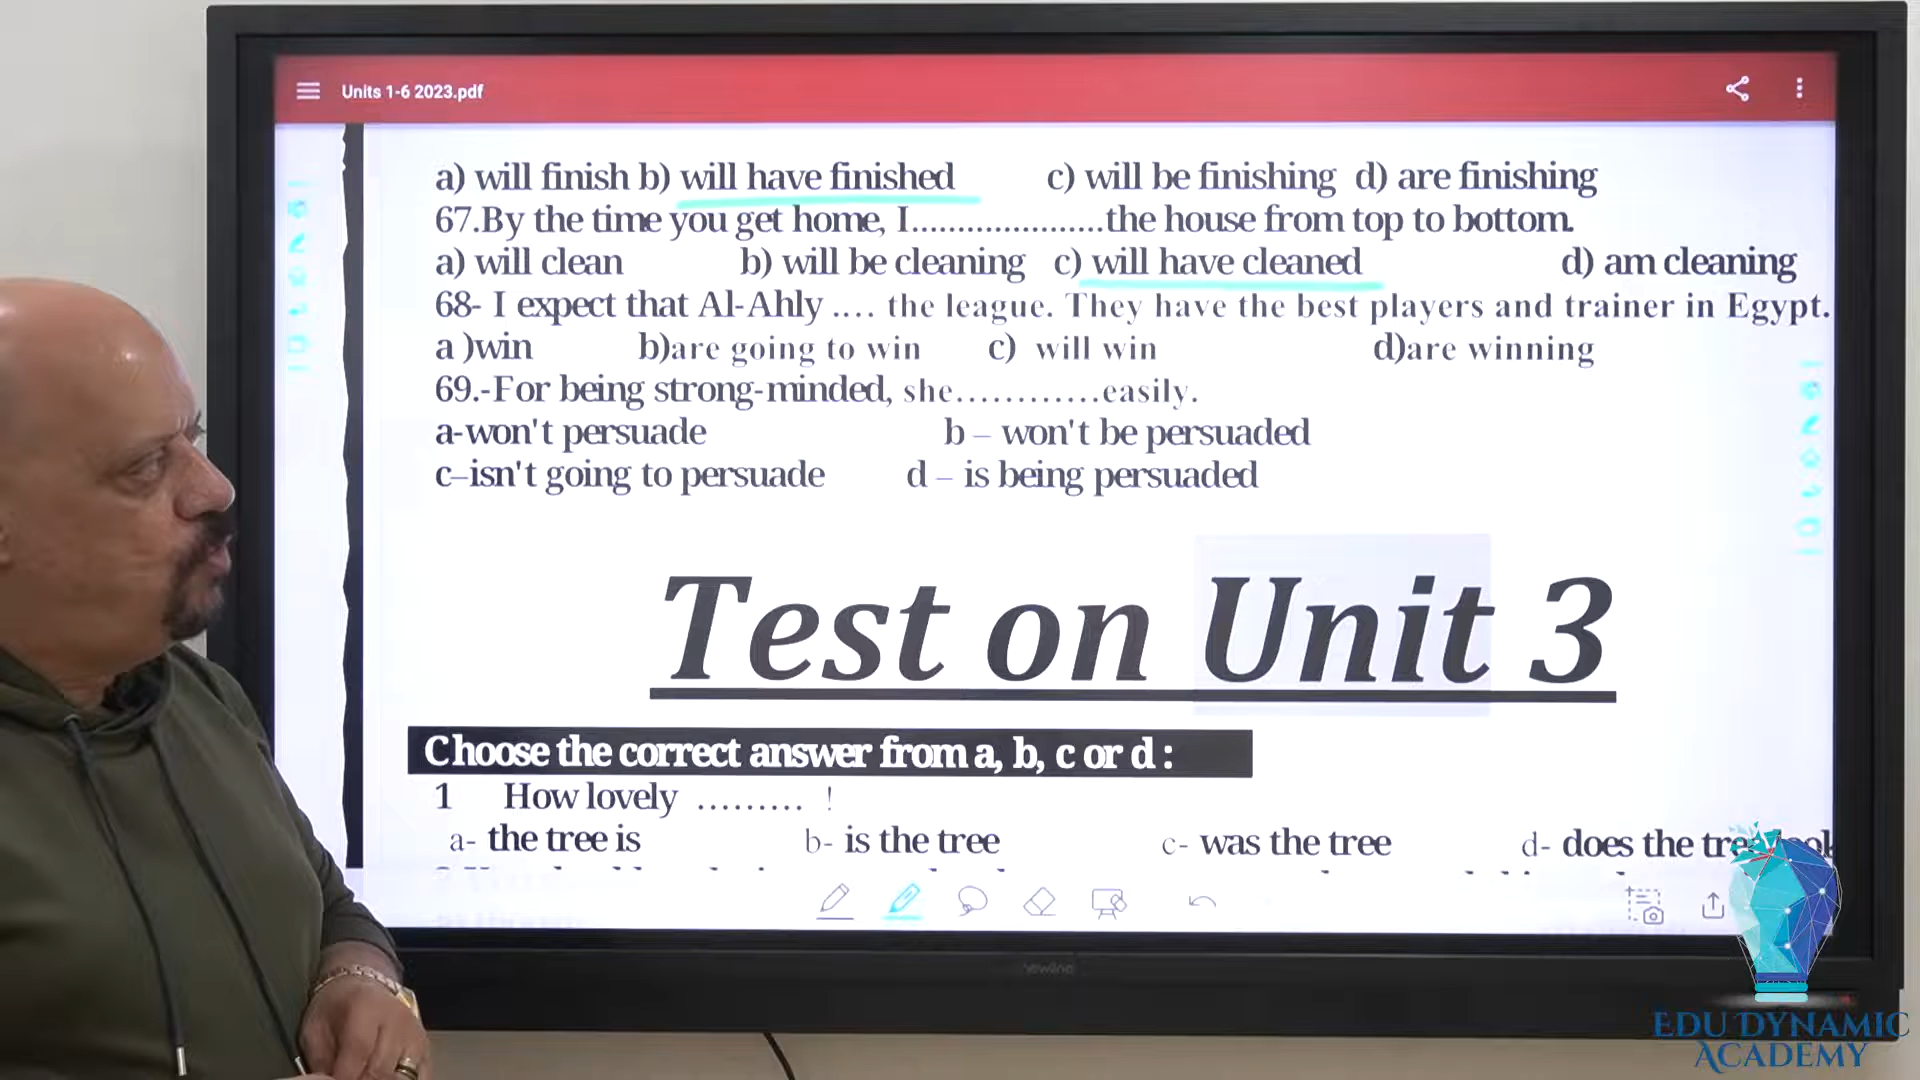 Units 1-6 2023.pdf
a) will finish b) will have finished c) will be finishing d) are finishing
67.By the time you get home, I.....................the house from top to bottom.
a) will clean b) will be cleaning c) will have cleaned d) am cleaning
68- I expect that Al-Ahly .... the league. They have the best players and trainer in Egypt.
a )win b)are going to win c) will win d)are winning
69.-For being strong-minded, she............easily.
a-won't persuade b – won't be persuaded
c–isn't going to persuade d – is being persuaded
Test on Unit 3
Choose the correct answer from a, b, c or d :
1 How lovely ......... !
a- the tree is b- is the tree c- was the tree d- does the tree look
EDU DYNAMIC
ACADEMY